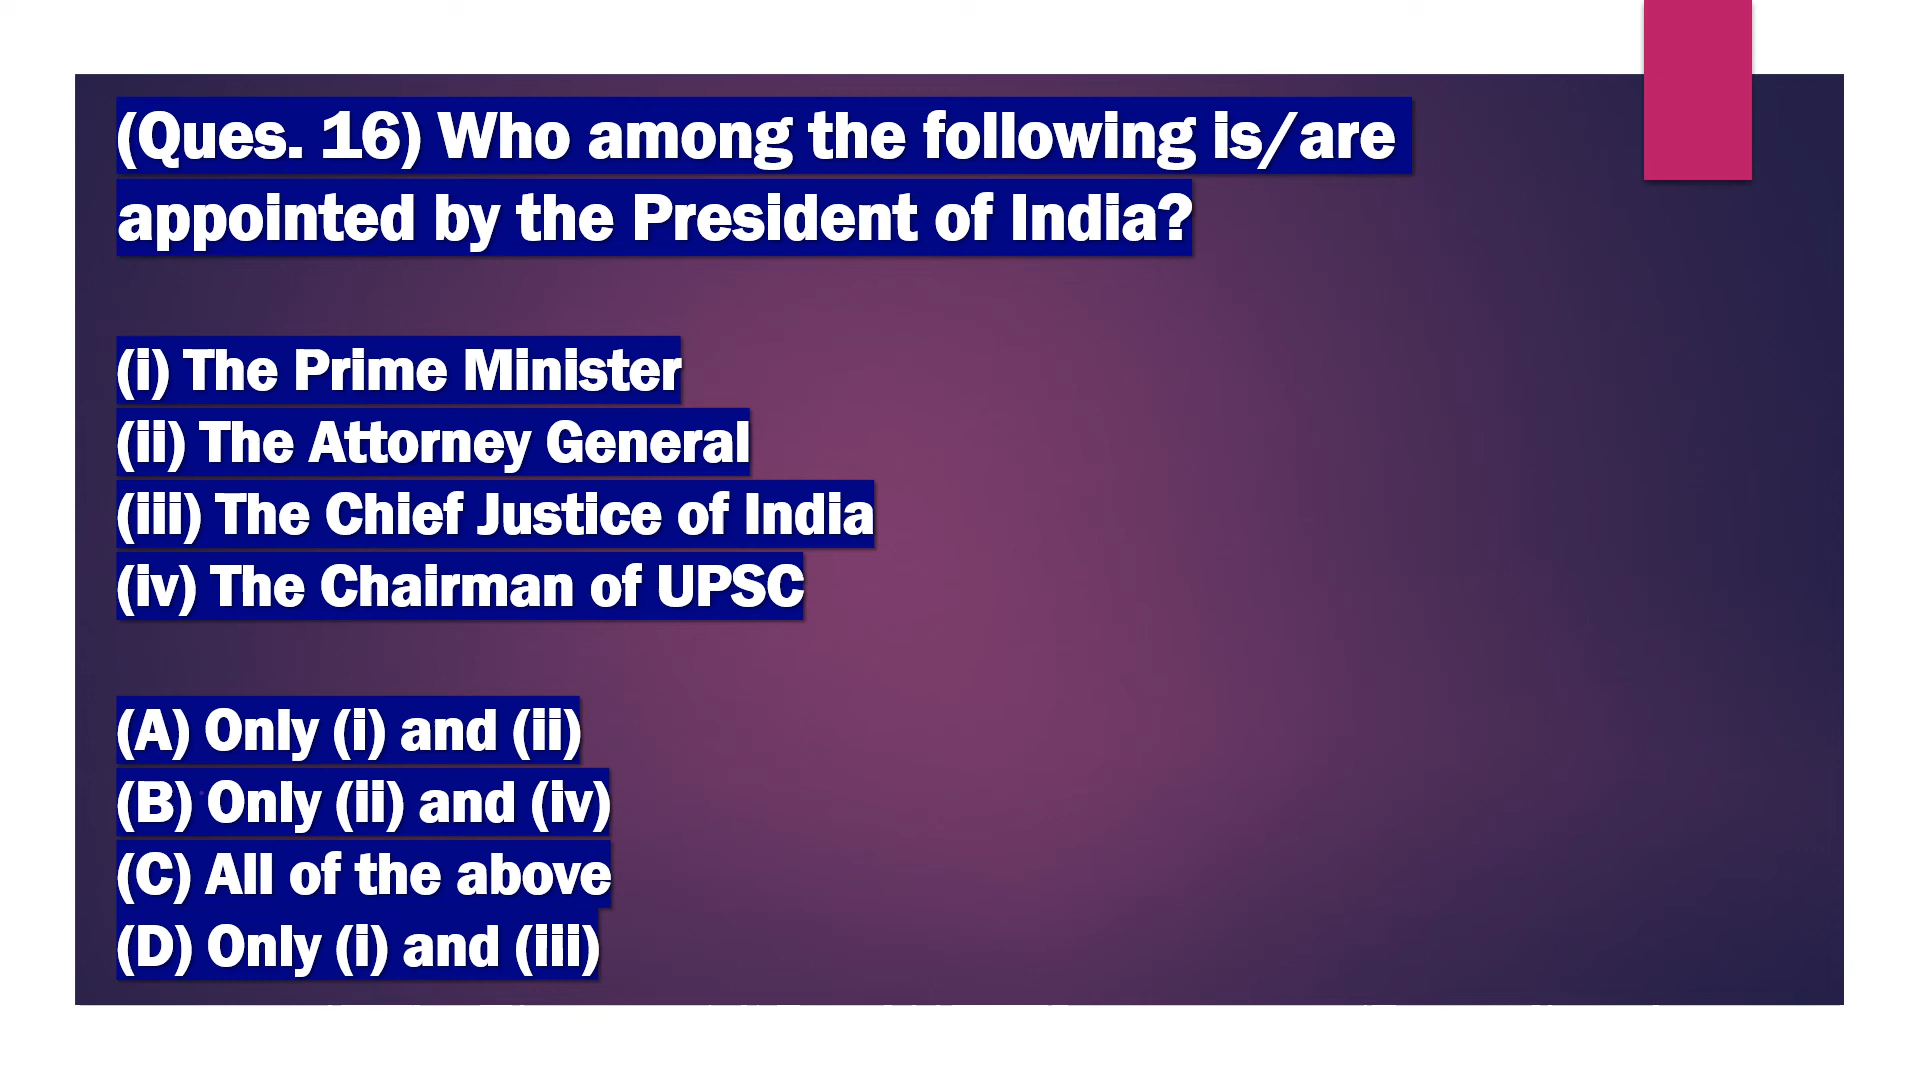 (Ques. 16) Who among the following is/are
appointed by the President of India?
(i) The Prime Minister
(ii) The Attorney General
(iii) The Chief Justice of India
(iv) The Chairman of UPSC
(A) Only (i) and (ii)
(B) Only (ii) and (iv)
(C) All of the above
(D) Only (i) and (iii)